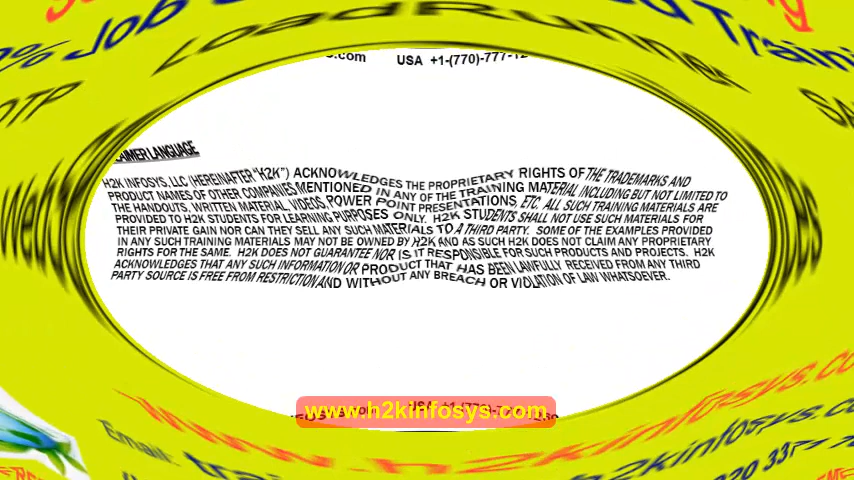 % Job
LoadRunner
USA +1-(770)-777-12
H2K INFOSYS, LLC (HEREINAFTER "H2K") ACKNOWLEDGES THE PROPRIETARY RIGHTS OF THE TRADEMARKS AND
PRODUCT NAMES OF OTHER COMPANIES MENTIONED IN ANY OF THE TRAINING MATERIAL INCLUDING BUT NOT LIMITED TO
THE HANDOUTS, WRITTEN MATERIAL, VIDEOS, POWER POINT PRESENTATIONS, ETC. ALL SUCH TRAINING MATERIALS ARE
PROVIDED TO H2K STUDENTS FOR LEARNING PURPOSES ONLY. H2K STUDENTS SHALL NOT USE SUCH MATERIALS FOR
THEIR PRIVATE GAIN NOR CAN THEY SELL ANY SUCH MATERIALS TO A THIRD PARTY. SOME OF THE EXAMPLES PROVIDED
IN ANY SUCH TRAINING MATERIALS MAY NOT BE OWNED BY H2K AND AS SUCH H2K DOES NOT CLAIM ANY PROPRIETARY
RIGHTS FOR THE SAME. H2K DOES NOT GUARANTEE NOR IS IT RESPONSIBLE FOR SUCH PRODUCTS AND PROJECTS. H2K
ACKNOWLEDGES THAT ANY SUCH INFORMATION OR PRODUCT THAT HAS BEEN LAWFULLY RECEIVED FROM ANY THIRD
PARTY SOURCE IS FREE FROM RESTRICTION AND WITHOUT ANY BREACH OR VIOLATION OF LAW WHATSOEVER.
www.h2kinfosys.com
www.h2kinfosys.co
Email: